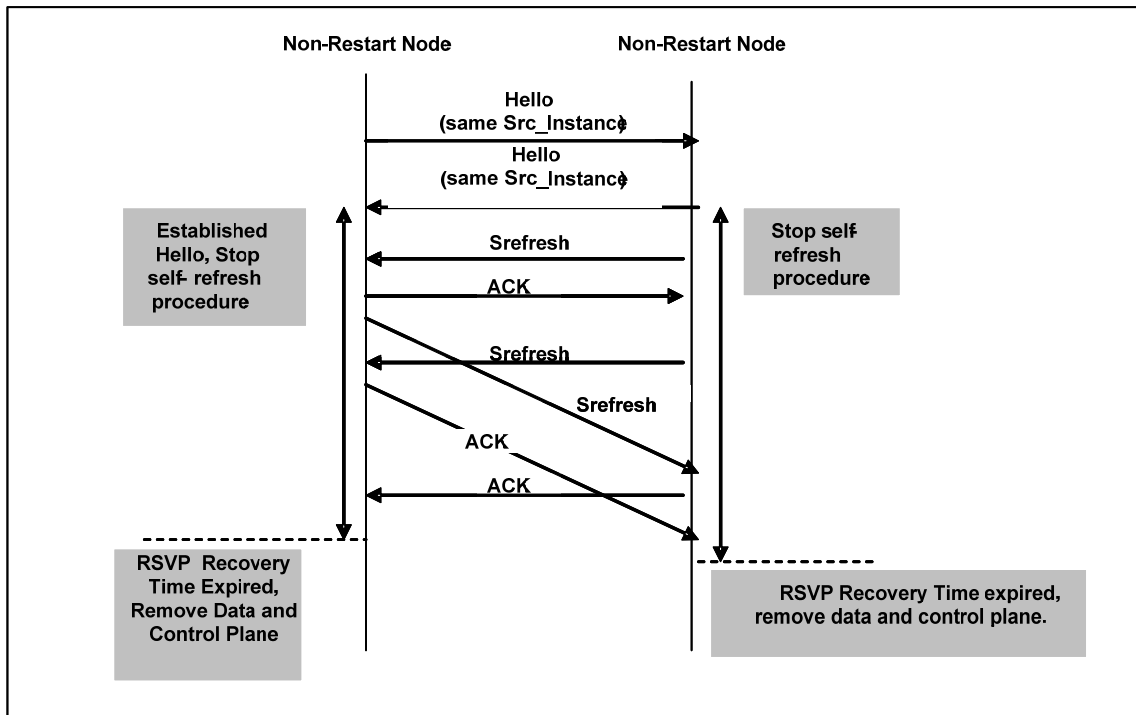 Non-Restart Node
Non-Restart Node
Hello
(same Src_Instance)
Hello
(same Src_Instance)
Established
Hello, Stop
self- refresh
procedure
Stop self-
refresh
procedure
Srefresh
ACK
Srefresh
Srefresh
ACK
ACK
RSVP Recovery
Time Expired,
Remove Data and
Control Plane
RSVP Recovery Time expired,
remove data and control plane.